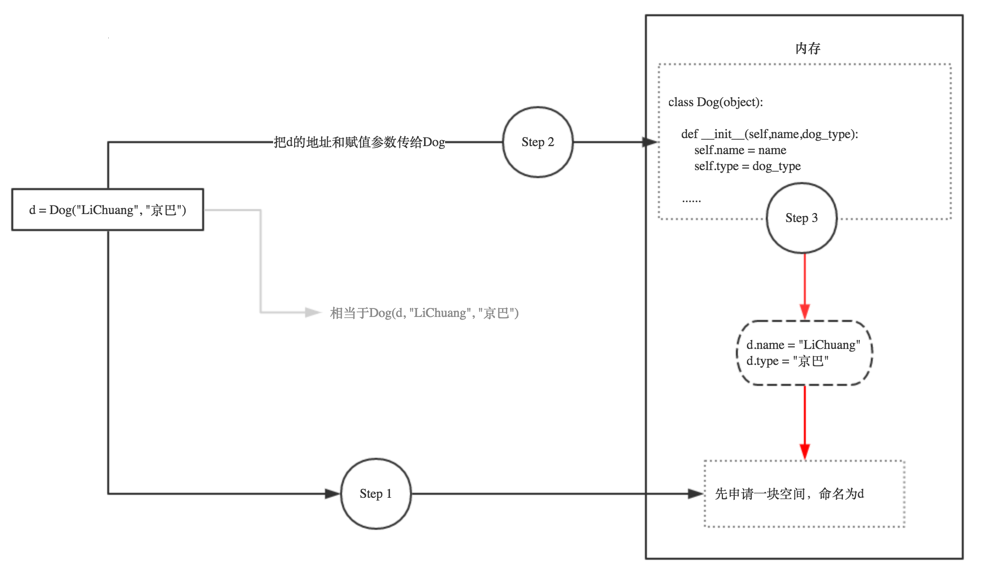 内存
class Dog(object):
def __init__(self,name,dog_type):
self.name = name
self.type = dog_type
......
把d的地址和赋值参数传给Dog
Step 2
d = Dog("LiChuang", "京巴")
Step 3
相当于Dog(d, "LiChuang", "京巴")
d.name = "LiChuang"
d.type = "京巴"
Step 1
先申请一块空间，命名为d